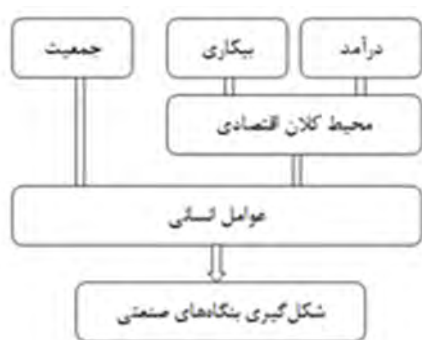 درآمد
بیکاری
جمعیت
محیط کلان اقتصادی
عوامل انسانی
شکل‌گیری بنگاه‌های صنعتی